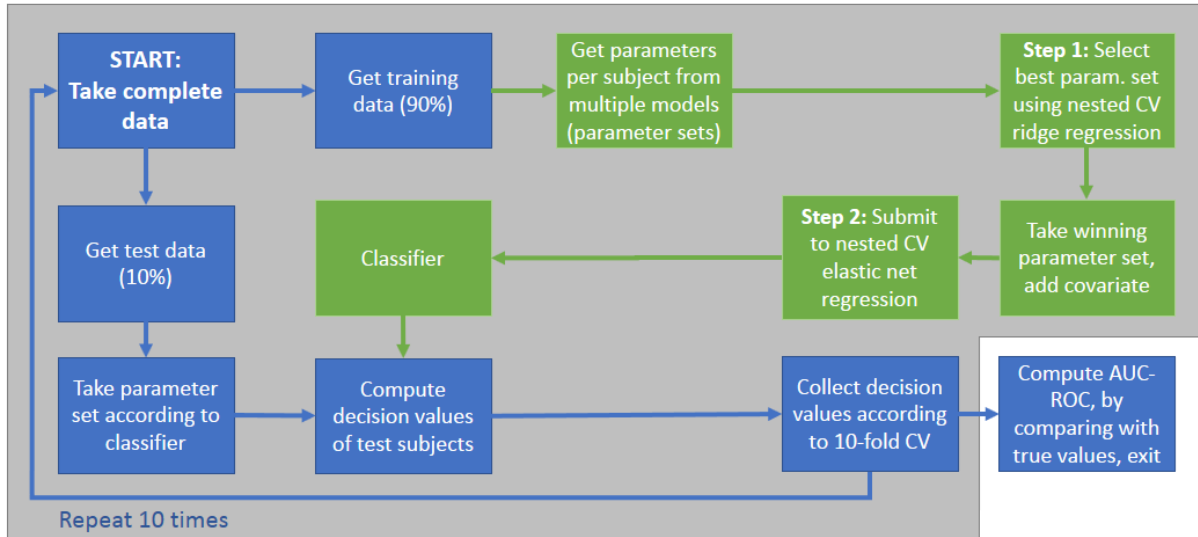 START:
Take complete
data
Get training
data (90%)
Get parameters
per subject from
multiple models
(parameter sets)
Step 1: Select
best param. set
using nested CV
ridge regression
Get test data
(10%)
Classifier
Step 2: Submit
to nested CV
elastic net
regression
Take winning
parameter set,
add covariate
Take parameter
set according to
classifier
Compute
decision values
of test subjects
Collect decision
values according
to 10-fold CV
Compute AUC-
ROC, by
comparing with
true values, exit
Repeat 10 times